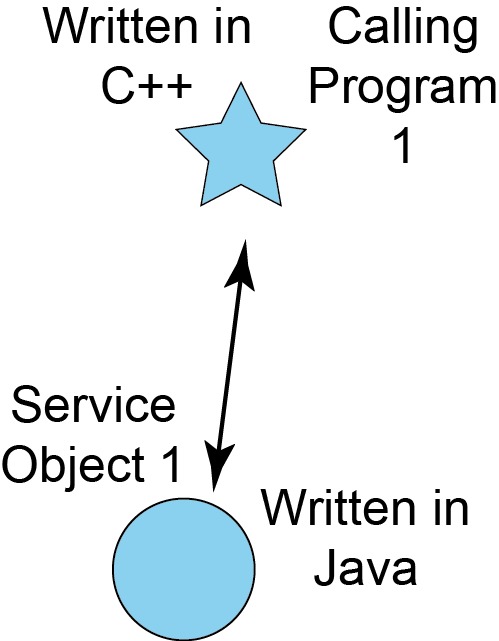 Written in
C++
Calling
Program
1
Service
Object 1
Written in
Java